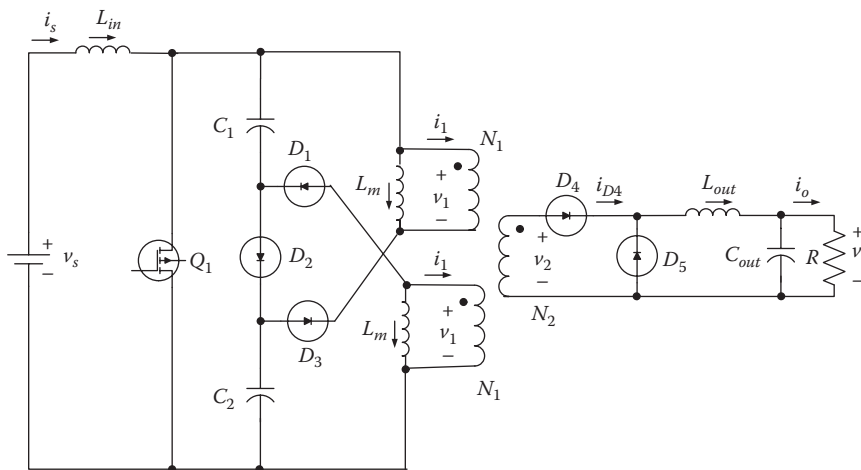 i_s
L_in
C_1
D_1
i_1
N_1
L_m
+
v_1
−
D_4
i_D4
L_out
i_o
+
v_s
−
Q_1
D_2
+
v_2
−
D_5
C_out
R
+
v
−
i_1
D_3
L_m
+
v_1
−
N_2
C_2
N_1